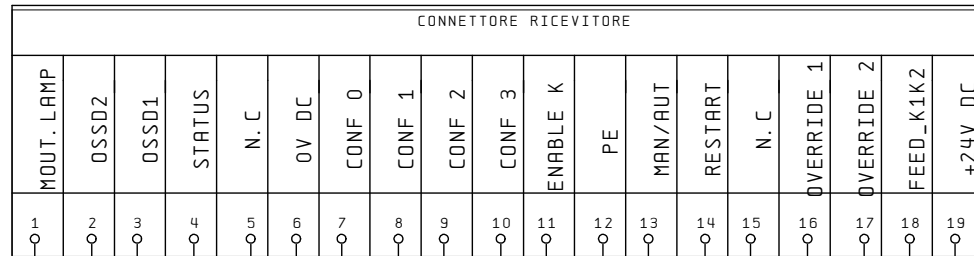 CONNETTORE RICEVITORE
MOUT.LAMP
OSSD2
OSSD1
STATUS
N.C
0V DC
CONF 0
CONF 1
CONF 2
CONF 3
ENABLE K
PE
MAN/AUT
RESTART
N.C
OVERRIDE 1
OVERRIDE 2
FEED_K1K2
+24V DC
1 2 3 4 5 6 7 8 9 10 11 12 13 14 15 16 17 18 19